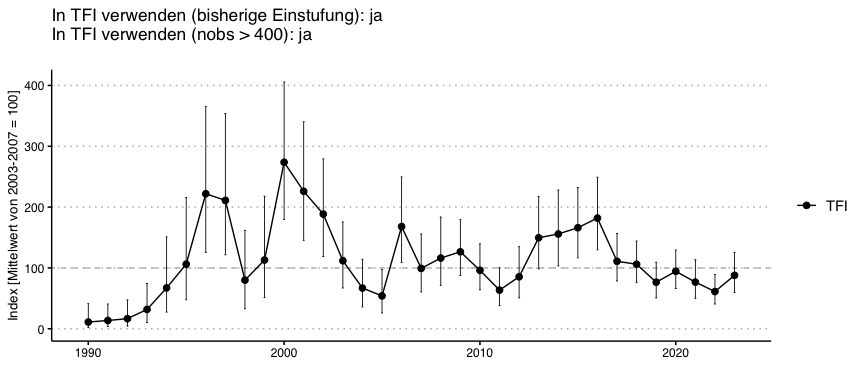 In TFI verwenden (bisherige Einstufung): ja
In TFI verwenden (nobs > 400): ja
Index [Mittelwert von 2003-2007 = 100]
400
300
200
100
0
1990
2000
2010
2020
TFI